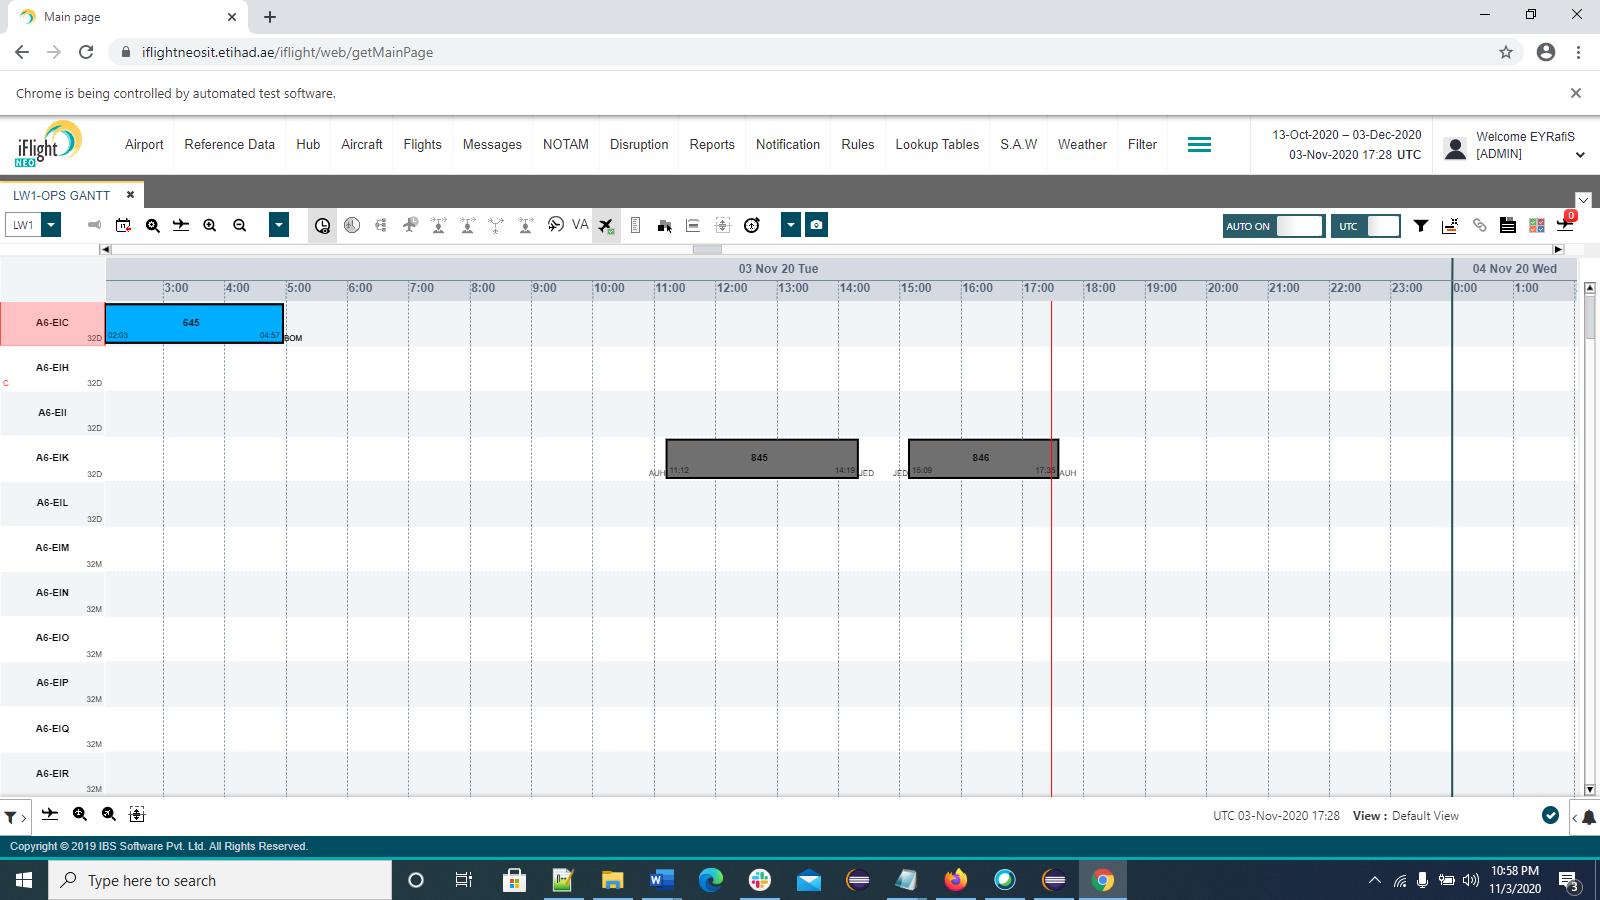 Main page
iflightneosit.etihad.ae/iflight/web/getMainPage
Chrome is being controlled by automated test software.
iFlight NEO
Airport Reference Data Hub Aircraft Flights Messages NOTAM Disruption Reports Notification Rules Lookup Tables S.A.W Weather Filter
13-Oct-2020 – 03-Dec-2020
03-Nov-2020 17:28 UTC
Welcome EYRafiS
[ADMIN]
LW1-OPS GANTT
LW1 VA AUTO ON UTC 0
03 Nov 20 Tue 04 Nov 20 Wed
3:00 4:00 5:00 6:00 7:00 8:00 9:00 10:00 11:00 12:00 13:00 14:00 15:00 16:00 17:00 18:00 19:00 20:00 21:00 22:00 23:00 0:00 1:00
A6-EIC 645
32D 02:03 04:57 BOM
A6-EIH
C 32D
A6-EII
32D
A6-EIK 845 846
32D AUH 11:12 14:19 JED JED 15:09 17:35 AUH
A6-EIL
32D
A6-EIM
32M
A6-EIN
32M
A6-EIO
32M
A6-EIP
32M
A6-EIQ
32M
A6-EIR
32M
UTC 03-Nov-2020 17:28 View : Default View
Copyright © 2019 IBS Software Pvt. Ltd. All Rights Reserved.
Type here to search
10:58 PM
11/3/2020
3